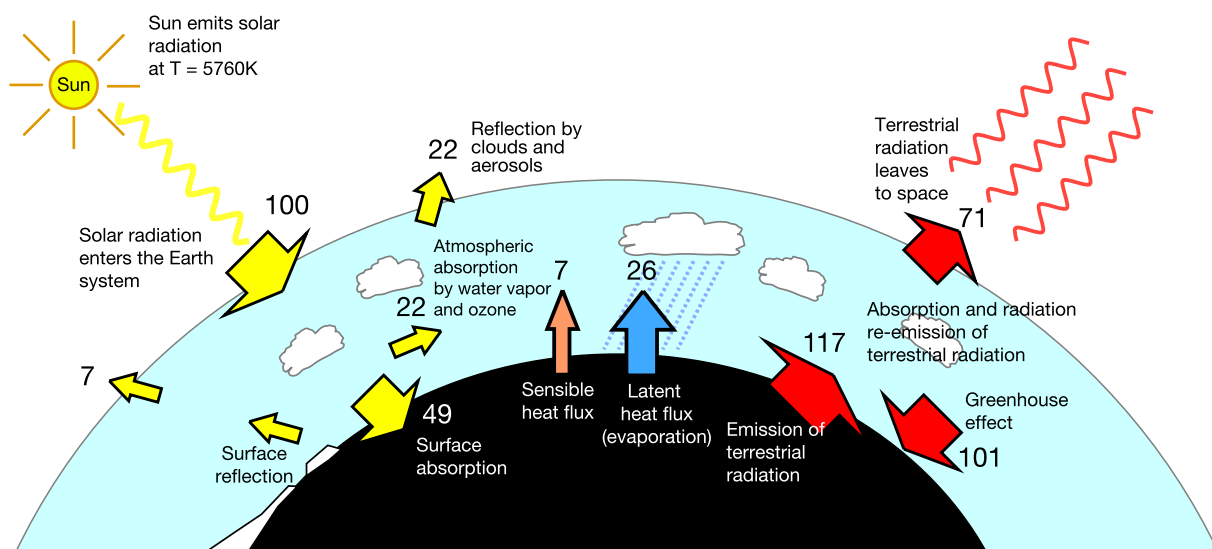 Sun emits solar
radiation
at T = 5760K
Sun
Reflection by
clouds and
aerosols
22
Terrestrial
radiation
leaves
to space
71
100
Solar radiation
enters the Earth
system
Atmospheric
absorption
by water vapor
and ozone
22
7
26
Absorption and radiation
re-emission of
terrestrial radiation
117
7
49
Surface
absorption
Surface
reflection
Sensible
heat flux
Latent
heat flux
(evaporation)
Emission of
terrestrial
radiation
Greenhouse
effect
101